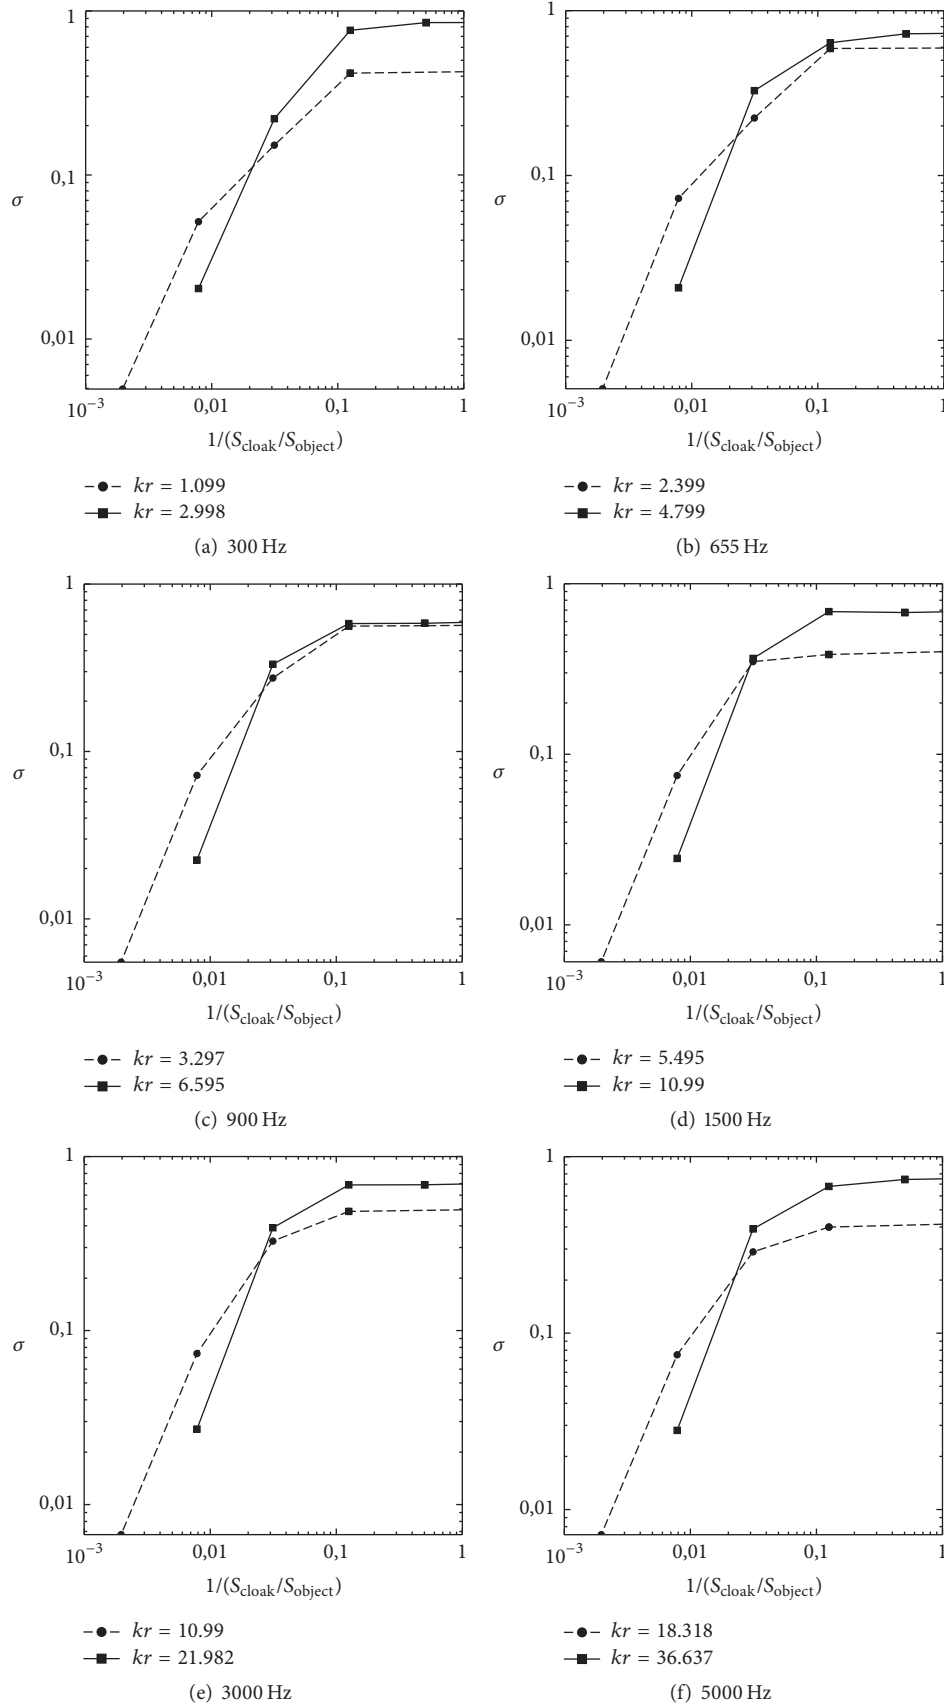 1
0,1
σ
0,01
10⁻³ 0,01 0,1 1
1/(S_cloak/S_object)
kr = 1.099
kr = 2.998
(a) 300 Hz
1
0,1
σ
0,01
10⁻³ 0,01 0,1 1
1/(S_cloak/S_object)
kr = 2.399
kr = 4.799
(b) 655 Hz
1
0,1
σ
0,01
10⁻³ 0,01 0,1 1
1/(S_cloak/S_object)
kr = 3.297
kr = 6.595
(c) 900 Hz
1
0,1
σ
0,01
10⁻³ 0,01 0,1 1
1/(S_cloak/S_object)
kr = 5.495
kr = 10.99
(d) 1500 Hz
1
0,1
σ
0,01
10⁻³ 0,01 0,1 1
1/(S_cloak/S_object)
kr = 10.99
kr = 21.982
(e) 3000 Hz
1
0,1
σ
0,01
10⁻³ 0,01 0,1 1
1/(S_cloak/S_object)
kr = 18.318
kr = 36.637
(f) 5000 Hz